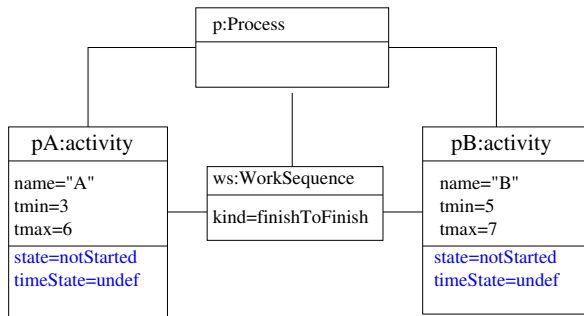 p:Process
pA:activity
name="A"
tmin=3
tmax=6
state=notStarted
timeState=undef
ws:WorkSequence
kind=finishToFinish
pB:activity
name="B"
tmin=5
tmax=7
state=notStarted
timeState=undef